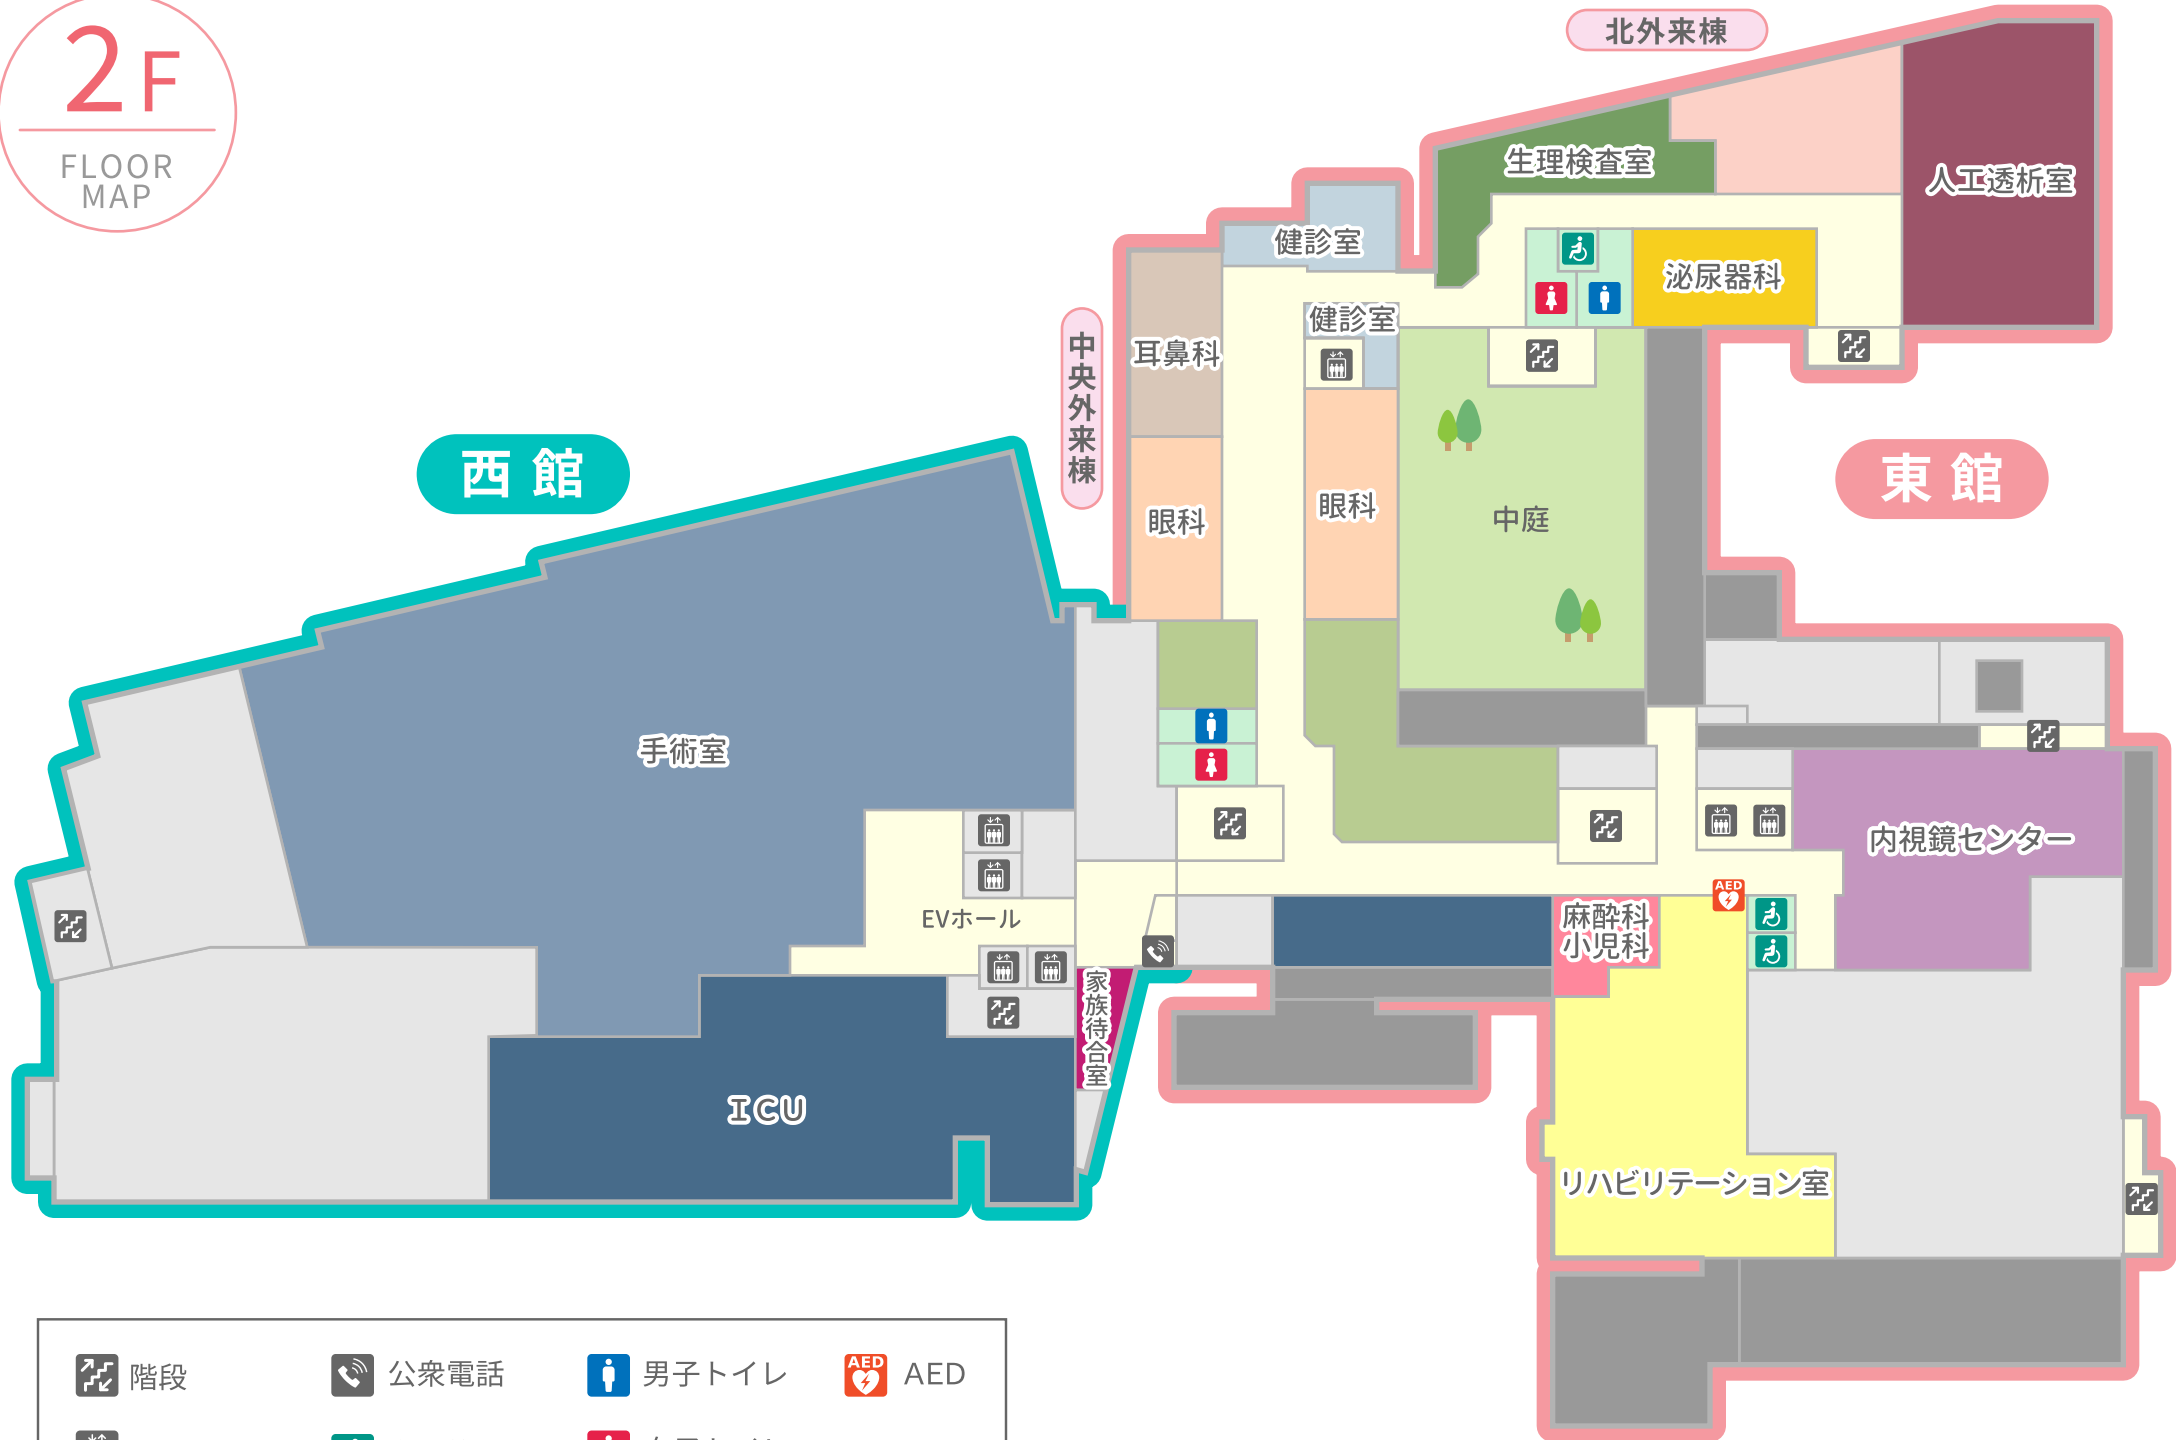 2F
FLOOR
MAP
北外来棟
生理検査室
人工透析室
健診室
泌尿器科
健診室
中央外来棟
耳鼻科
西館
東館
眼科
眼科
中庭
手術室
内視鏡センター
EVホール
AED
麻酔科
小児科
家族待合室
ICU
リハビリテーション室
階段
公衆電話
男子トイレ
AED
AED